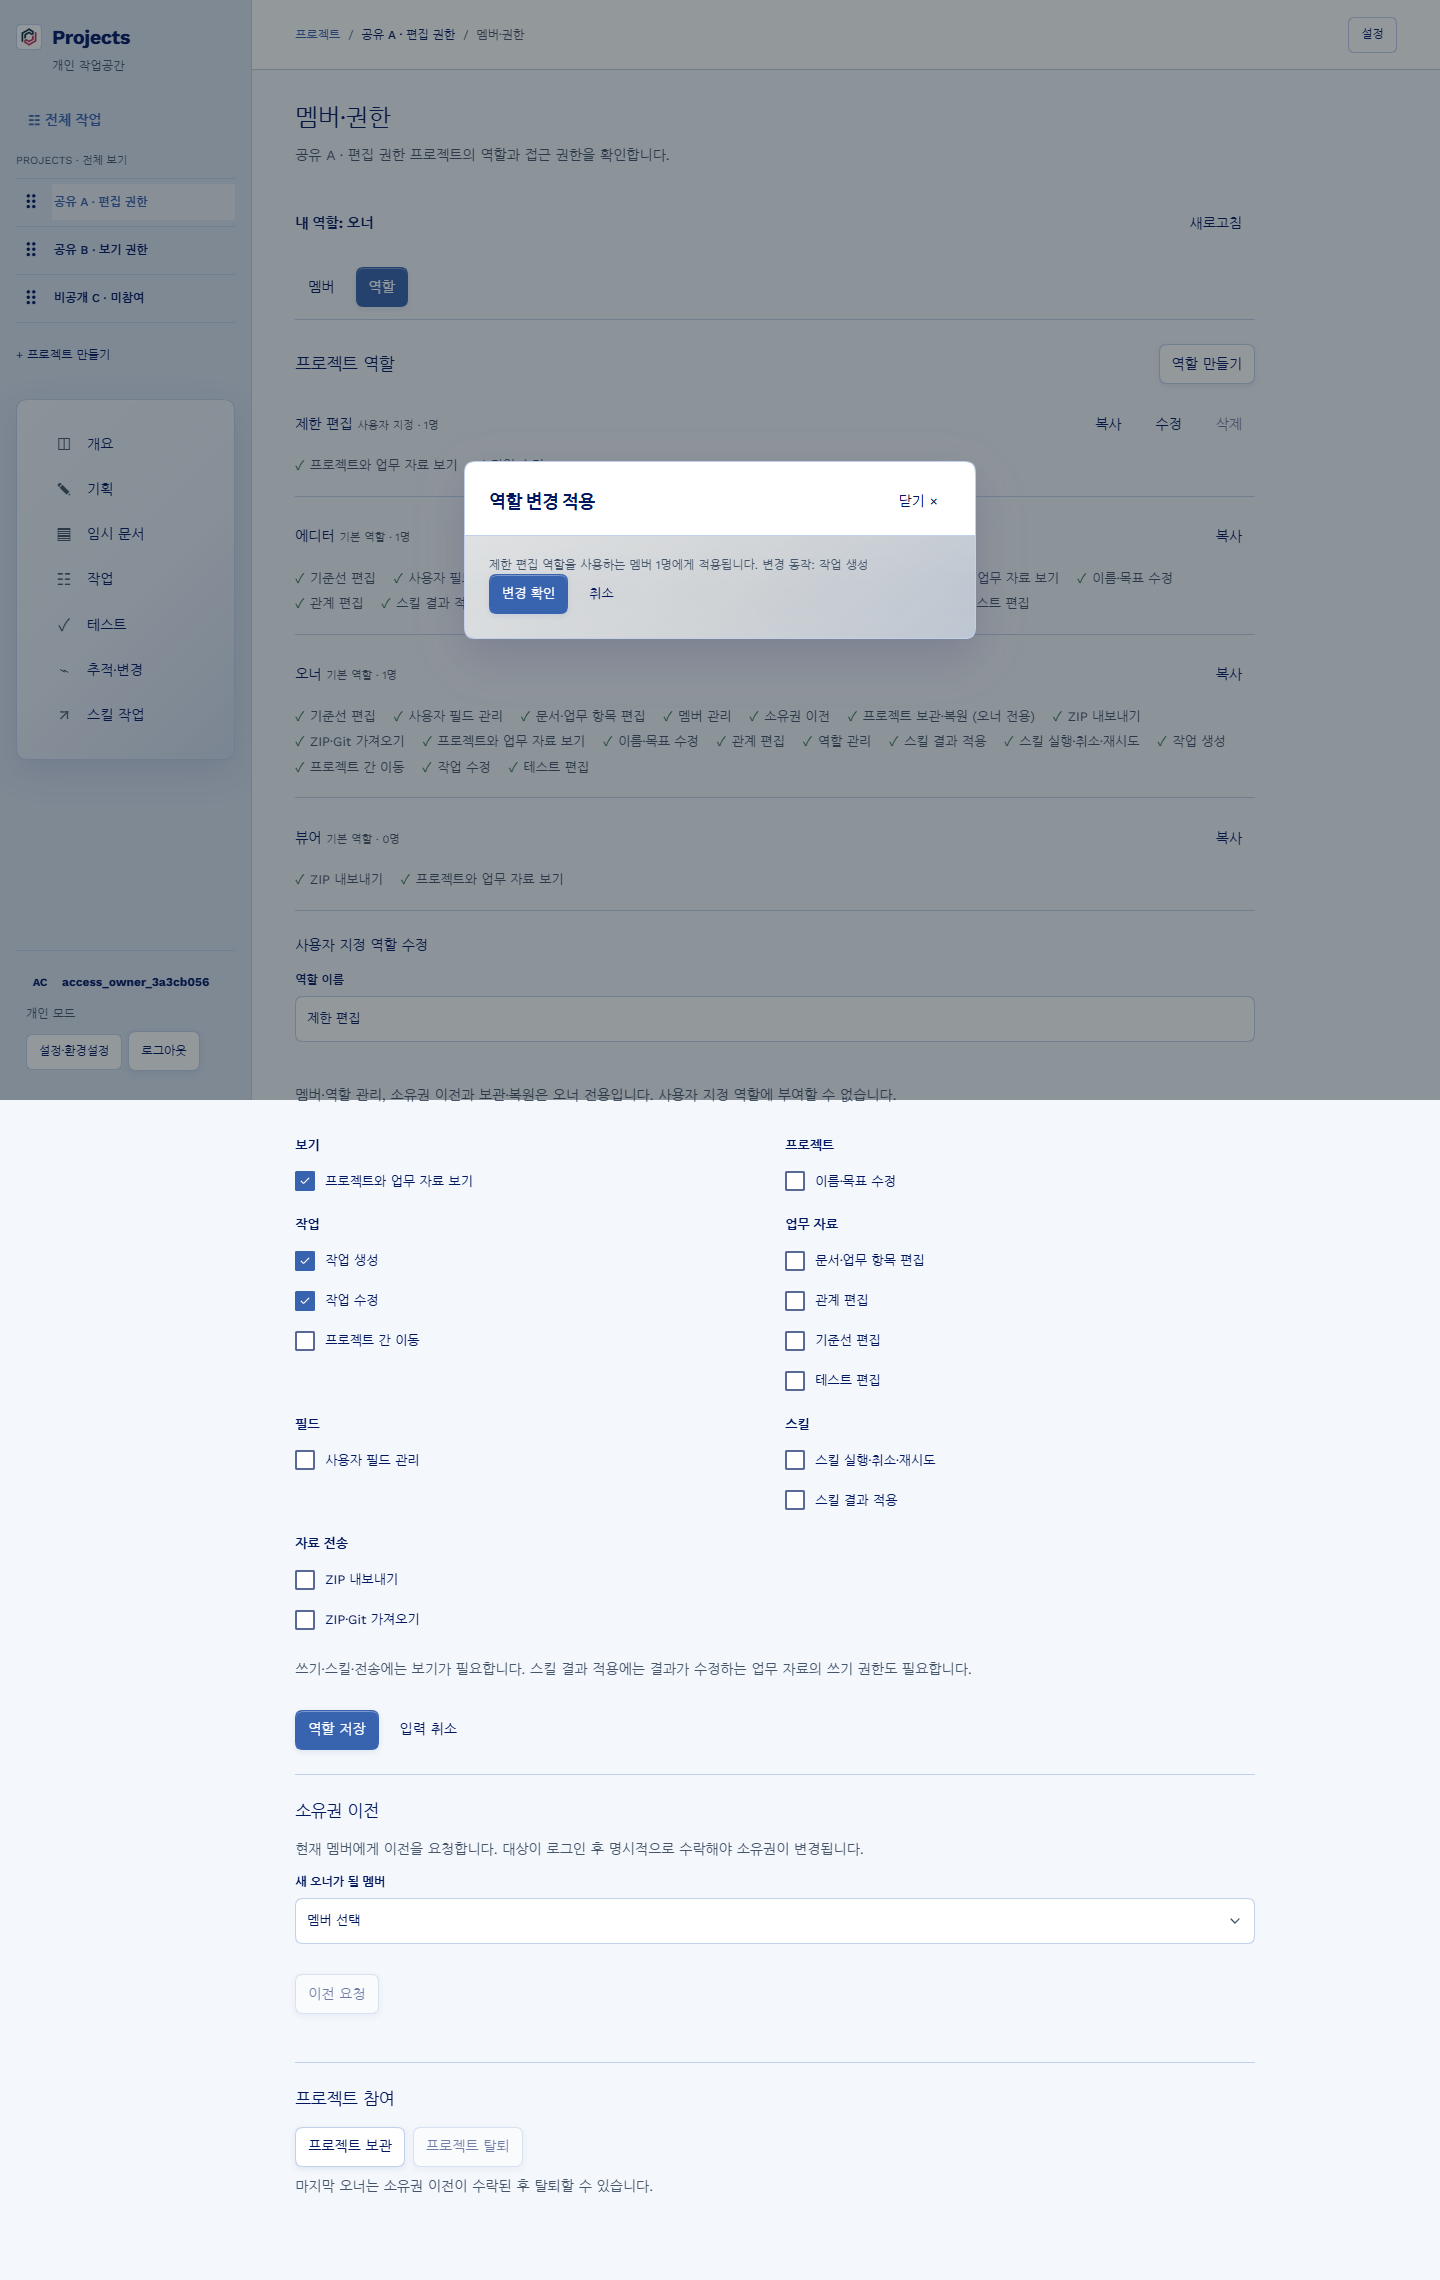 Projects
개인 작업공간
전체 작업
PROJECTS · 전체 보기
공유 A · 편집 권한
공유 B · 보기 권한
비공개 C · 미참여
+ 프로젝트 만들기
개요
기획
임시 문서
작업
테스트
추적·변경
스킬 작업
AC access_owner_3a3cb056
개인 모드
설정·환경설정 로그아웃
프로젝트 / 공유 A · 편집 권한 / 멤버·권한
설정
멤버·권한
공유 A · 편집 권한 프로젝트의 역할과 접근 권한을 확인합니다.
내 역할: 오너 새로고침
멤버 역할
프로젝트 역할 역할 만들기
제한 편집 사용자 지정 · 1명 복사 수정 삭제
✓ 프로젝트와 업무 자료 보기
역할 변경 적용 닫기 ×
제한 편집 역할을 사용하는 멤버 1명에게 적용됩니다. 변경 동작: 작업 생성
변경 확인 취소
에디터 기본 역할 · 1명 복사
✓ 기준선 편집 ✓ 사용자 필 업무 자료 보기 ✓ 이름·목표 수정
✓ 관계 편집 ✓ 스킬 결과 적 스트 편집
오너 기본 역할 · 1명 복사
✓ 기준선 편집 ✓ 사용자 필드 관리 ✓ 문서·업무 항목 편집 ✓ 멤버 관리 ✓ 소유권 이전 ✓ 프로젝트 보관·복원 (오너 전용) ✓ ZIP 내보내기
✓ ZIP·Git 가져오기 ✓ 프로젝트와 업무 자료 보기 ✓ 이름·목표 수정 ✓ 관계 편집 ✓ 역할 관리 ✓ 스킬 결과 적용 ✓ 스킬 실행·취소·재시도 ✓ 작업 생성
✓ 프로젝트 간 이동 ✓ 작업 수정 ✓ 테스트 편집
뷰어 기본 역할 · 0명 복사
✓ ZIP 내보내기 ✓ 프로젝트와 업무 자료 보기
사용자 지정 역할 수정
역할 이름
제한 편집
멤버·역할 관리, 소유권 이전과 보관·복원은 오너 전용입니다. 사용자 지정 역할에 부여할 수 없습니다.
보기
프로젝트와 업무 자료 보기
프로젝트
이름·목표 수정
작업
작업 생성
작업 수정
프로젝트 간 이동
업무 자료
문서·업무 항목 편집
관계 편집
기준선 편집
테스트 편집
필드
사용자 필드 관리
스킬
스킬 실행·취소·재시도
스킬 결과 적용
자료 전송
ZIP 내보내기
ZIP·Git 가져오기
쓰기·스킬·전송에는 보기가 필요합니다. 스킬 결과 적용에는 결과가 수정하는 업무 자료의 쓰기 권한도 필요합니다.
역할 저장 입력 취소
소유권 이전
현재 멤버에게 이전을 요청합니다. 대상이 로그인 후 명시적으로 수락해야 소유권이 변경됩니다.
새 오너가 될 멤버
멤버 선택
이전 요청
프로젝트 참여
프로젝트 보관 프로젝트 탈퇴
마지막 오너는 소유권 이전이 수락된 후 탈퇴할 수 있습니다.